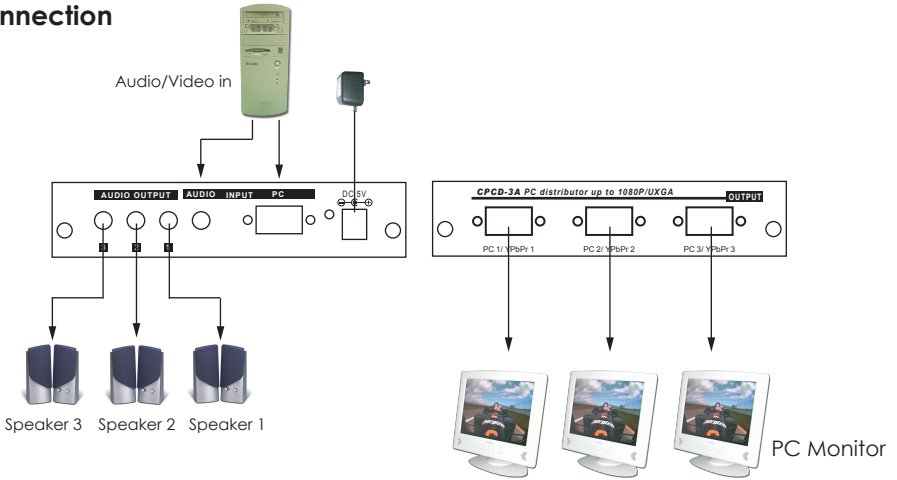 nnection
Audio/Video in
AUDIO OUTPUT AUDIO INPUT PC DC 5V
3 2 1
Speaker 3 Speaker 2 Speaker 1
CPCD-3A PC distributor up to 1080P/UXGA
OUTPUT
PC 1/ YPbPr 1 PC 2/ YPbPr 2 PC 3/ YPbPr 3
PC Monitor